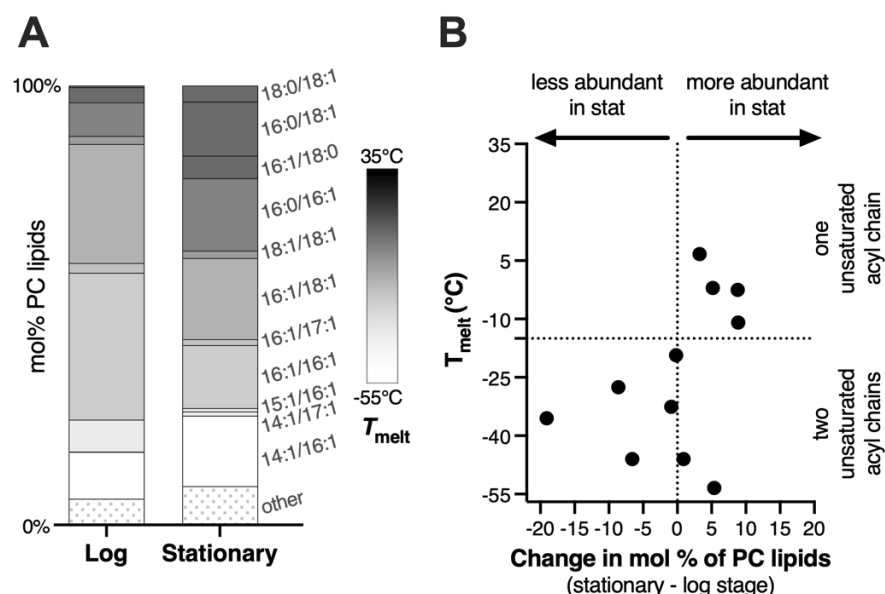 A
100%
mol% PC lipids
0%
Log
Stationary
18:0/18:1
16:0/18:1
16:1/18:0
16:0/16:1
18:1/18:1
16:1/18:1
16:1/17:1
16:1/16:1
15:1/16:1
14:1/17:1
14:1/16:1
other
35°C
-55°C
Tmelt
B
less abundant
in stat
more abundant
in stat
35
20
5
-10
-25
-40
-55
Tmelt (°C)
one
unsaturated
acyl chain
two
unsaturated
acyl chains
-20 -15 -10 -5 0 5 10 15 20
Change in mol % of PC lipids
(stationary - log stage)